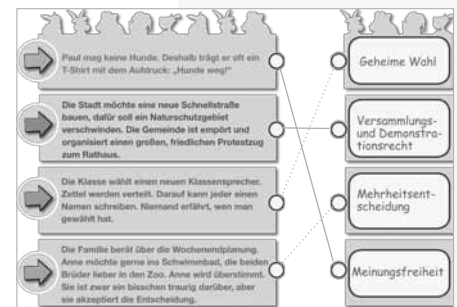 Paul mag keine Hunde. Deshalb trägt er oft ein
T-Shirt mit dem Aufdruck: „Hunde weg!"
Die Stadt möchte eine neue Schnellstraße
bauen, dafür soll ein Naturschutzgebiet
verschwinden. Die Gemeinde ist empört und
organisiert einen großen, friedlichen Protestzug
zum Rathaus.
Die Klasse wählt einen neuen Klassensprecher.
Zettel werden verteilt. Darauf kann jeder einen
Namen schreiben. Niemand erfährt, wen man
gewählt hat.
Die Familie berät über die Wochenendplanung.
Anne möchte gerne ins Schwimmbad, die beiden
Brüder lieber in den Zoo. Anne wird überstimmt.
Sie ist zwar ein bisschen traurig darüber, aber
sie akzeptiert die Entscheidung.
Geheime Wahl
Versammlungs-
und Demonstra-
tionsrecht
Mehrheitsent-
scheidung
Meinungsfreiheit